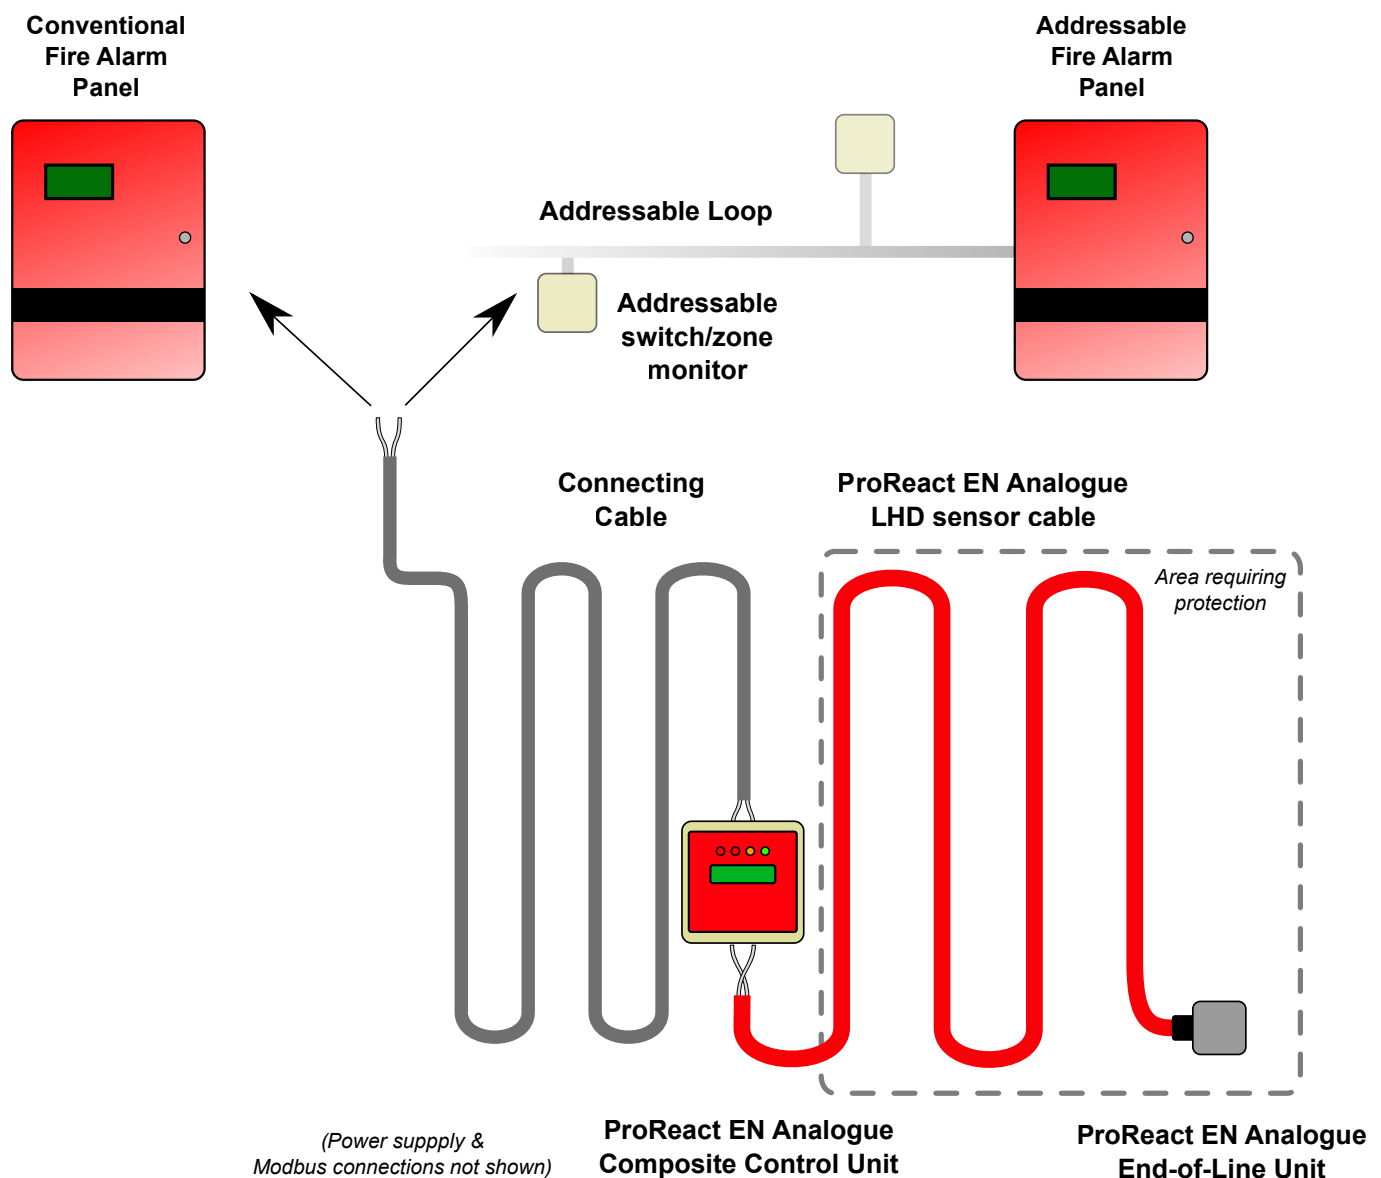 Conventional
Fire Alarm
Panel
Addressable
Fire Alarm
Panel
Addressable Loop
Addressable
switch/zone
monitor
Connecting
Cable
ProReact EN Analogue
LHD sensor cable
Area requiring
protection
(Power suppply &
Modbus connections not shown)
ProReact EN Analogue
Composite Control Unit
ProReact EN Analogue
End-of-Line Unit